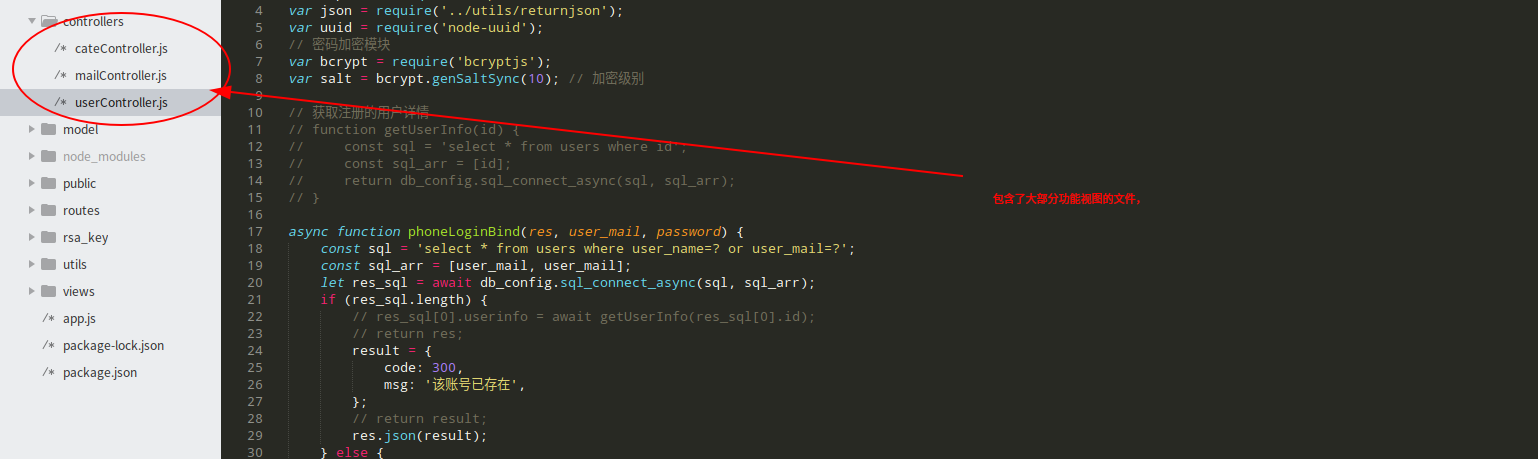 controllers
/* cateController.js
/* mailController.js
/* userController.js
model
node_modules
public
routes
rsa_key
utils
views
/* app.js
/* package-lock.json
/* package.json
4 var json = require('../utils/returnjson');
5 var uuid = require('node-uuid');
6 // 密码加密模块
7 var bcrypt = require('bcryptjs');
8 var salt = bcrypt.genSaltSync(10); // 加密级别
9
10 // 获取注册的用户详情
11 // function getUserInfo(id) {
12 //     const sql = 'select * from users where id';
13 //     const sql_arr = [id];
14 //     return db_config.sql_connect_async(sql, sql_arr);
15 // }
16
17 async function phoneLoginBind(res, user_mail, password) {
18     const sql = 'select * from users where user_name=? or user_mail=?';
19     const sql_arr = [user_mail, user_mail];
20     let res_sql = await db_config.sql_connect_async(sql, sql_arr);
21     if (res_sql.length) {
22         // res_sql[0].userinfo = await getUserInfo(res_sql[0].id);
23         // return res;
24         result = {
25             code: 300,
26             msg: '该账号已存在',
27         };
28         // return result;
29         res.json(result);
30     } else {
包含了大部分功能视图的文件，